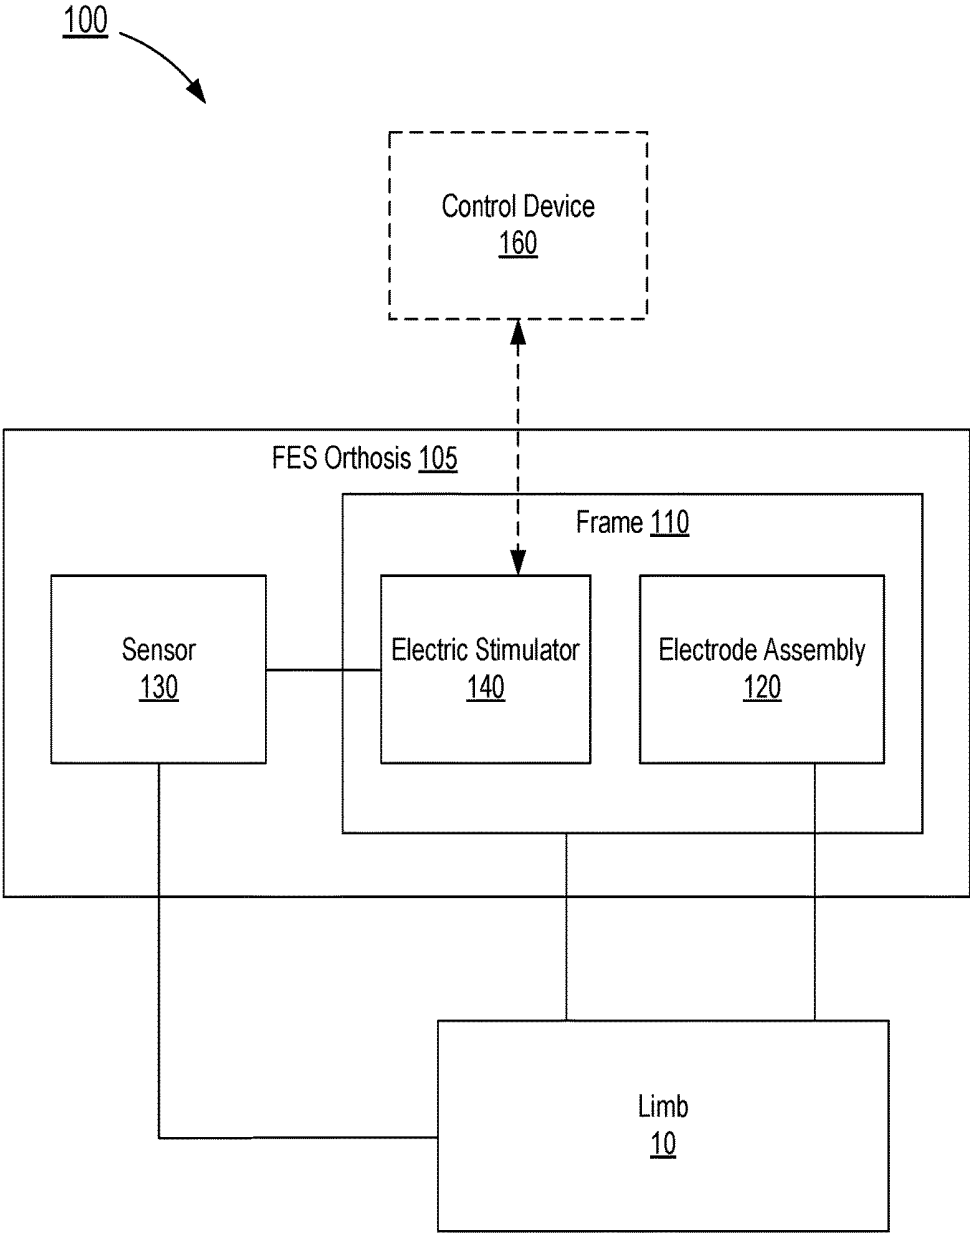 100
Control Device
160
FES Orthosis 105
Frame 110
Sensor
130
Electric Stimulator
140
Electrode Assembly
120
Limb
10